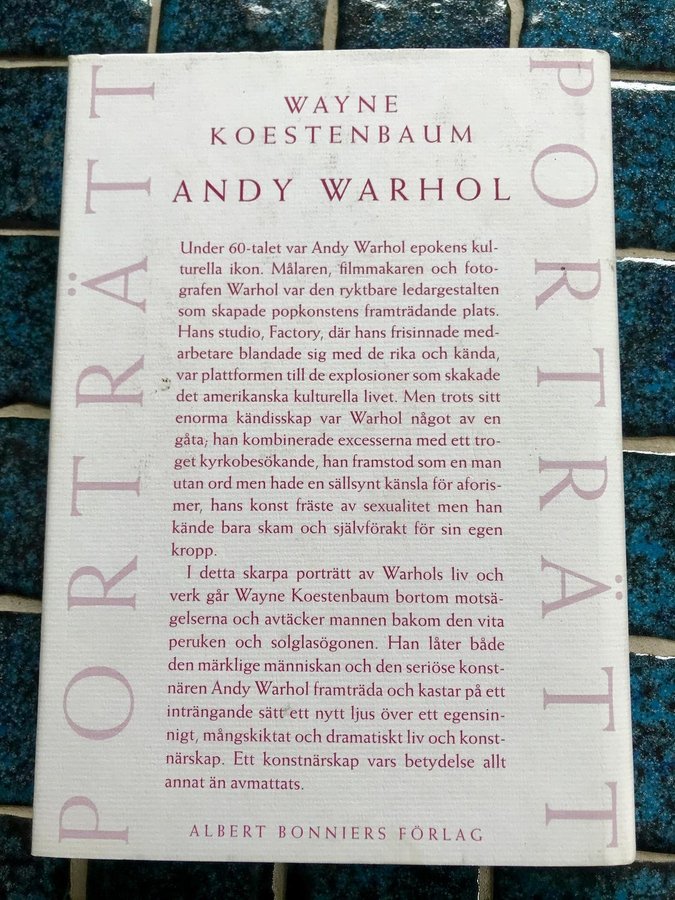 PORTRÄTT
WAYNE
KOESTENBAUM
ANDY WARHOL
Under 60-talet var Andy Warhol epokens kul-
turella ikon. Målaren, filmmakaren och foto-
grafen Warhol var den ryktbare ledargestalten
som skapade popkonstens framträdande plats.
Hans studio, Factory, där hans frisinnade med-
arbetare blandade sig med de rika och kända,
var plattformen till de explosioner som skakade
det amerikanska kulturella livet. Men trots sitt
enorma kändisskap var Warhol något av en
gåta; han kombinerade excesserna med ett tro-
get kyrkobesökande, han framstod som en man
utan ord men hade en sällsynt känsla för aforis-
mer, hans konst fräste av sexualitet men han
kände bara skam och självförakt för sin egen
kropp.
I detta skarpa porträtt av Warhols liv och
verk går Wayne Koestenbaum bortom motsä-
gelserna och avtäcker mannen bakom den vita
peruken och solglasögonen. Han låter både
den märklige människan och den seriöse konst-
nären Andy Warhol framträda och kastar på ett
inträngande sätt ett nytt ljus över ett egensin-
nigt, mångskiktat och dramatiskt liv och konst-
närskap. Ett konstnärskap vars betydelse allt
annat än avmattats.
ALBERT BONNIERS FÖRLAG
PORTRÄTT